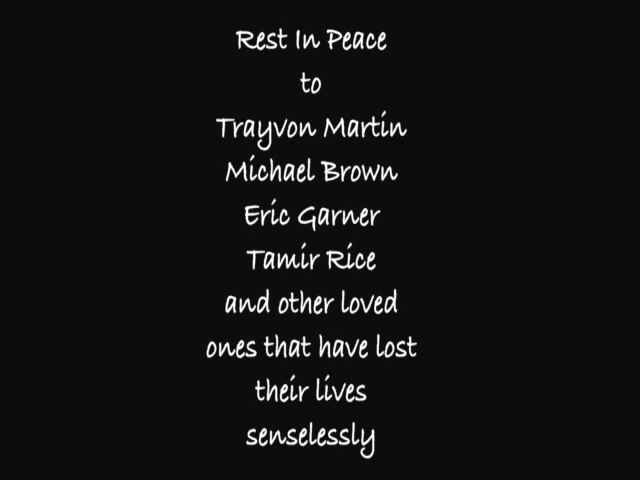 Rest In Peace
to
Trayvon Martin
Michael Brown
Eric Garner
Tamir Rice
and other loved
ones that have lost
their lives
senselessly